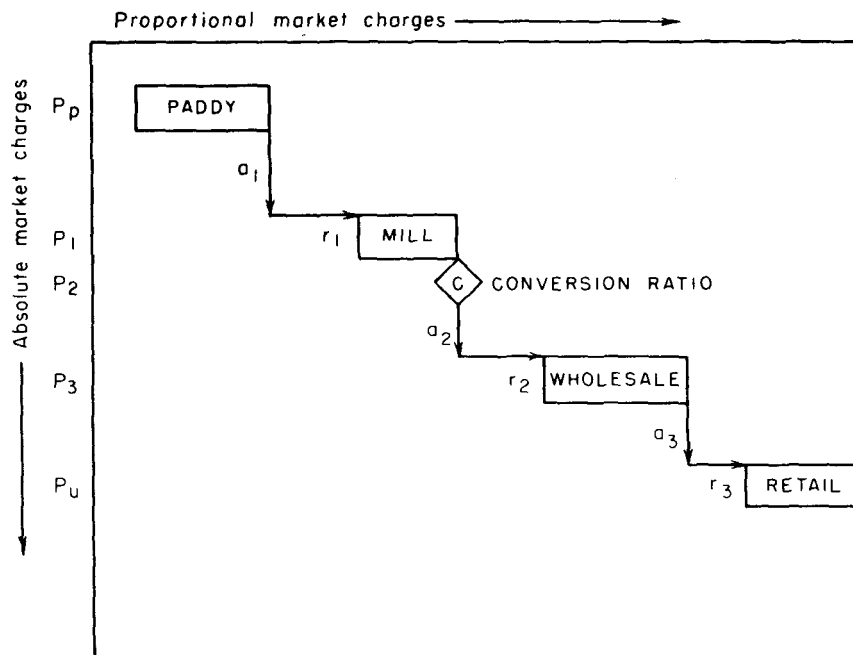 Proportional market charges
Absolute market charges
Pp
PADDY
a1
P1
r1
MILL
P2
C
CONVERSION RATIO
a2
P3
r2
WHOLESALE
a3
Pu
r3
RETAIL